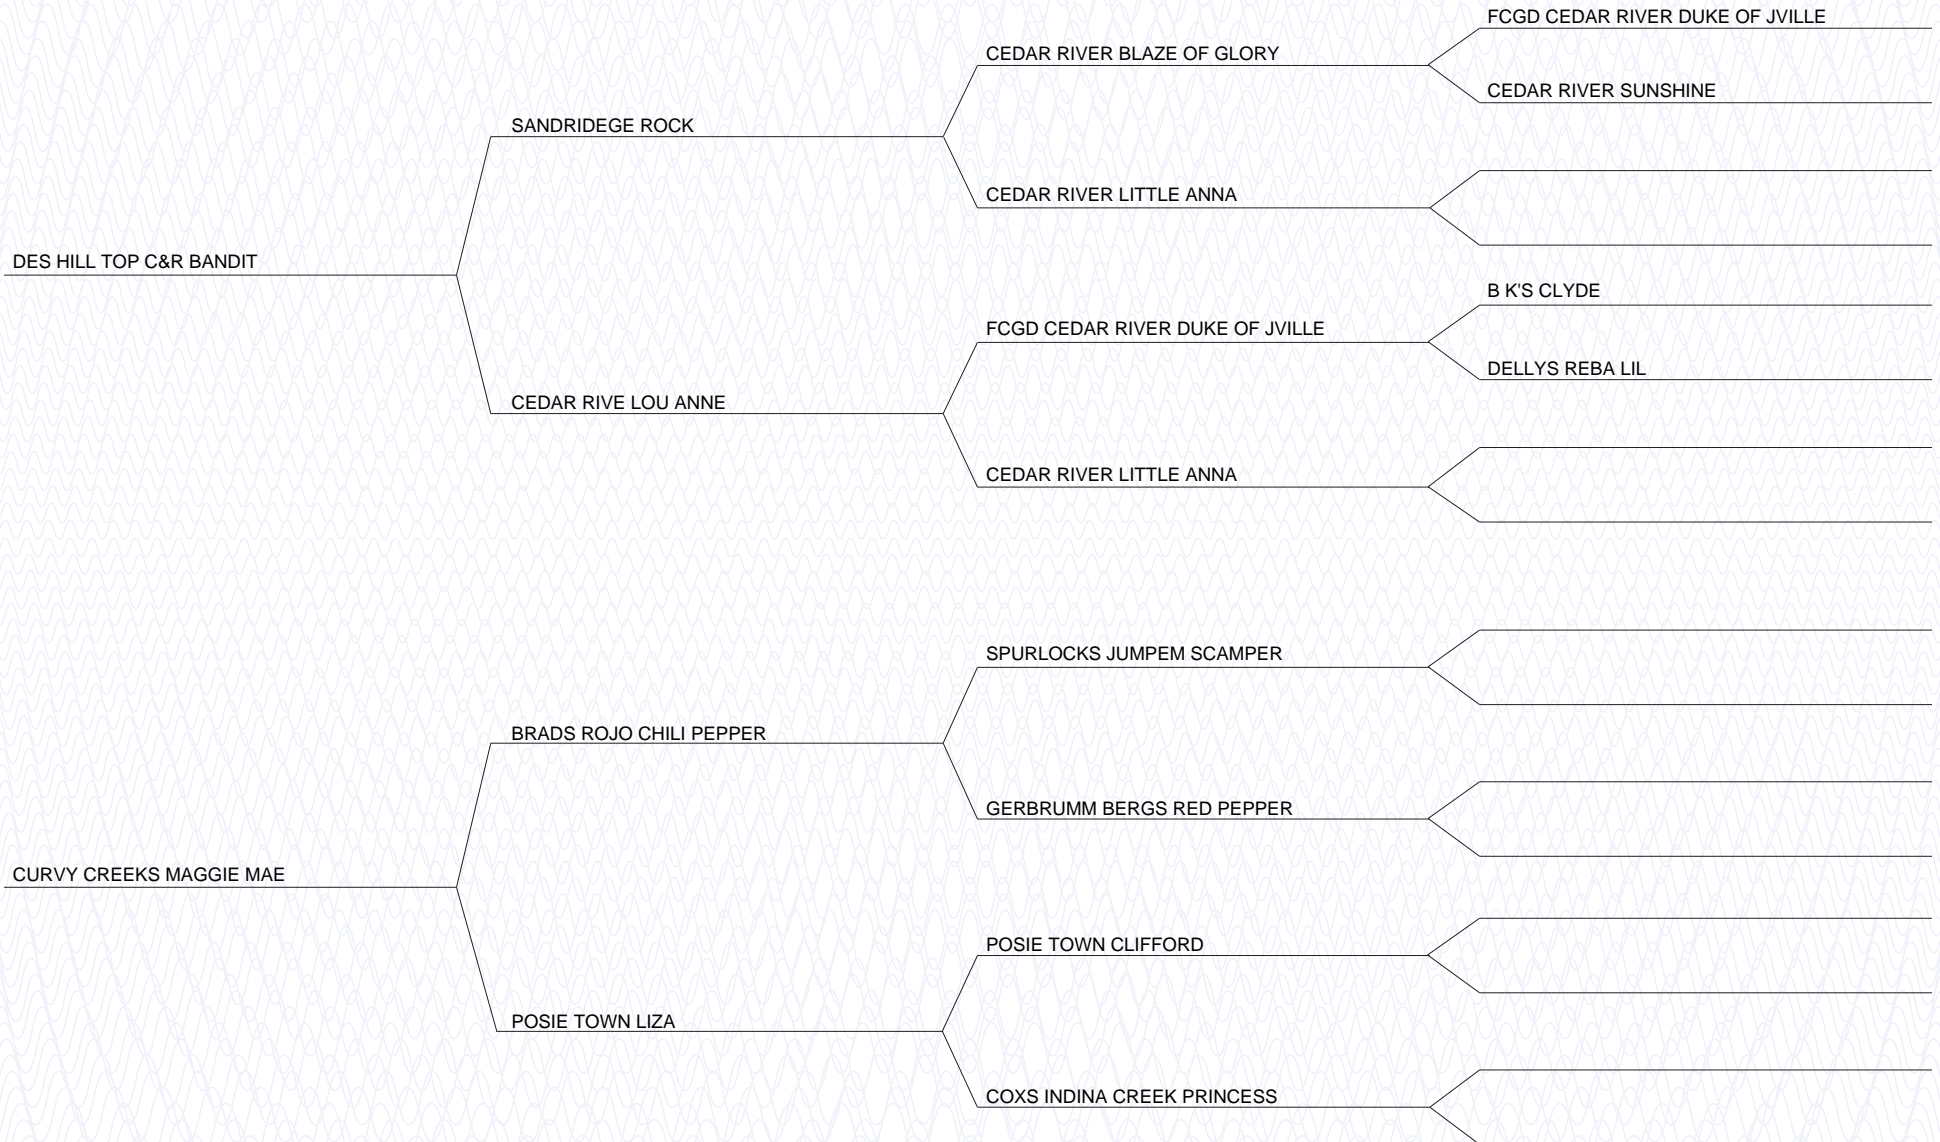 FCGD CEDAR RIVER DUKE OF JVILLE
CEDAR RIVER BLAZE OF GLORY
CEDAR RIVER SUNSHINE
SANDRIDEGE ROCK
CEDAR RIVER LITTLE ANNA
DES HILL TOP C&R BANDIT
B K'S CLYDE
FCGD CEDAR RIVER DUKE OF JVILLE
DELLYS REBA LIL
CEDAR RIVE LOU ANNE
CEDAR RIVER LITTLE ANNA
SPURLOCKS JUMPEM SCAMPER
BRADS ROJO CHILI PEPPER
GERBRUMM BERGS RED PEPPER
CURVY CREEKS MAGGIE MAE
POSIE TOWN CLIFFORD
POSIE TOWN LIZA
COXS INDINA CREEK PRINCESS